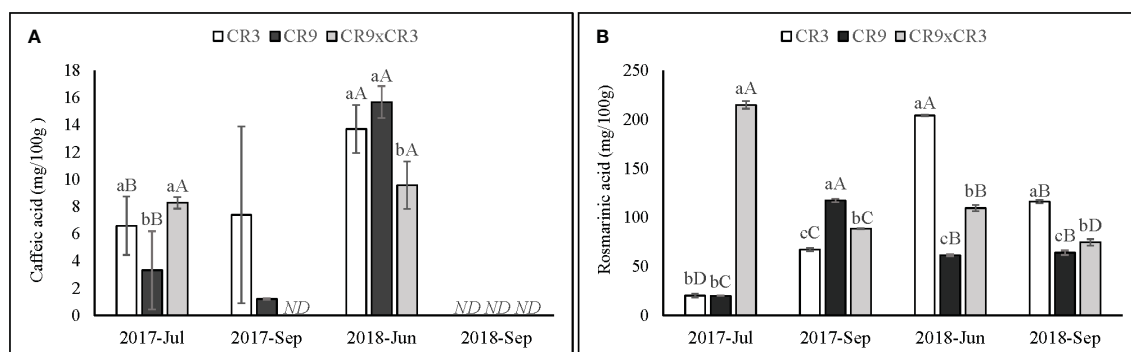 A
CR3 CR9 CR9xCR3
Caffeic acid (mg/100g)
18
16
14
12
10
8
6
4
2
0
aB bB aA
aA aA bA
ND
ND ND ND
2017-Jul 2017-Sep 2018-Jun 2018-Sep
B
CR3 CR9 CR9xCR3
Rosmarinic acid (mg/100g)
250
200
150
100
50
0
bD bC aA
cC aA bC
aA cB bB
aB cB bD
2017-Jul 2017-Sep 2018-Jun 2018-Sep